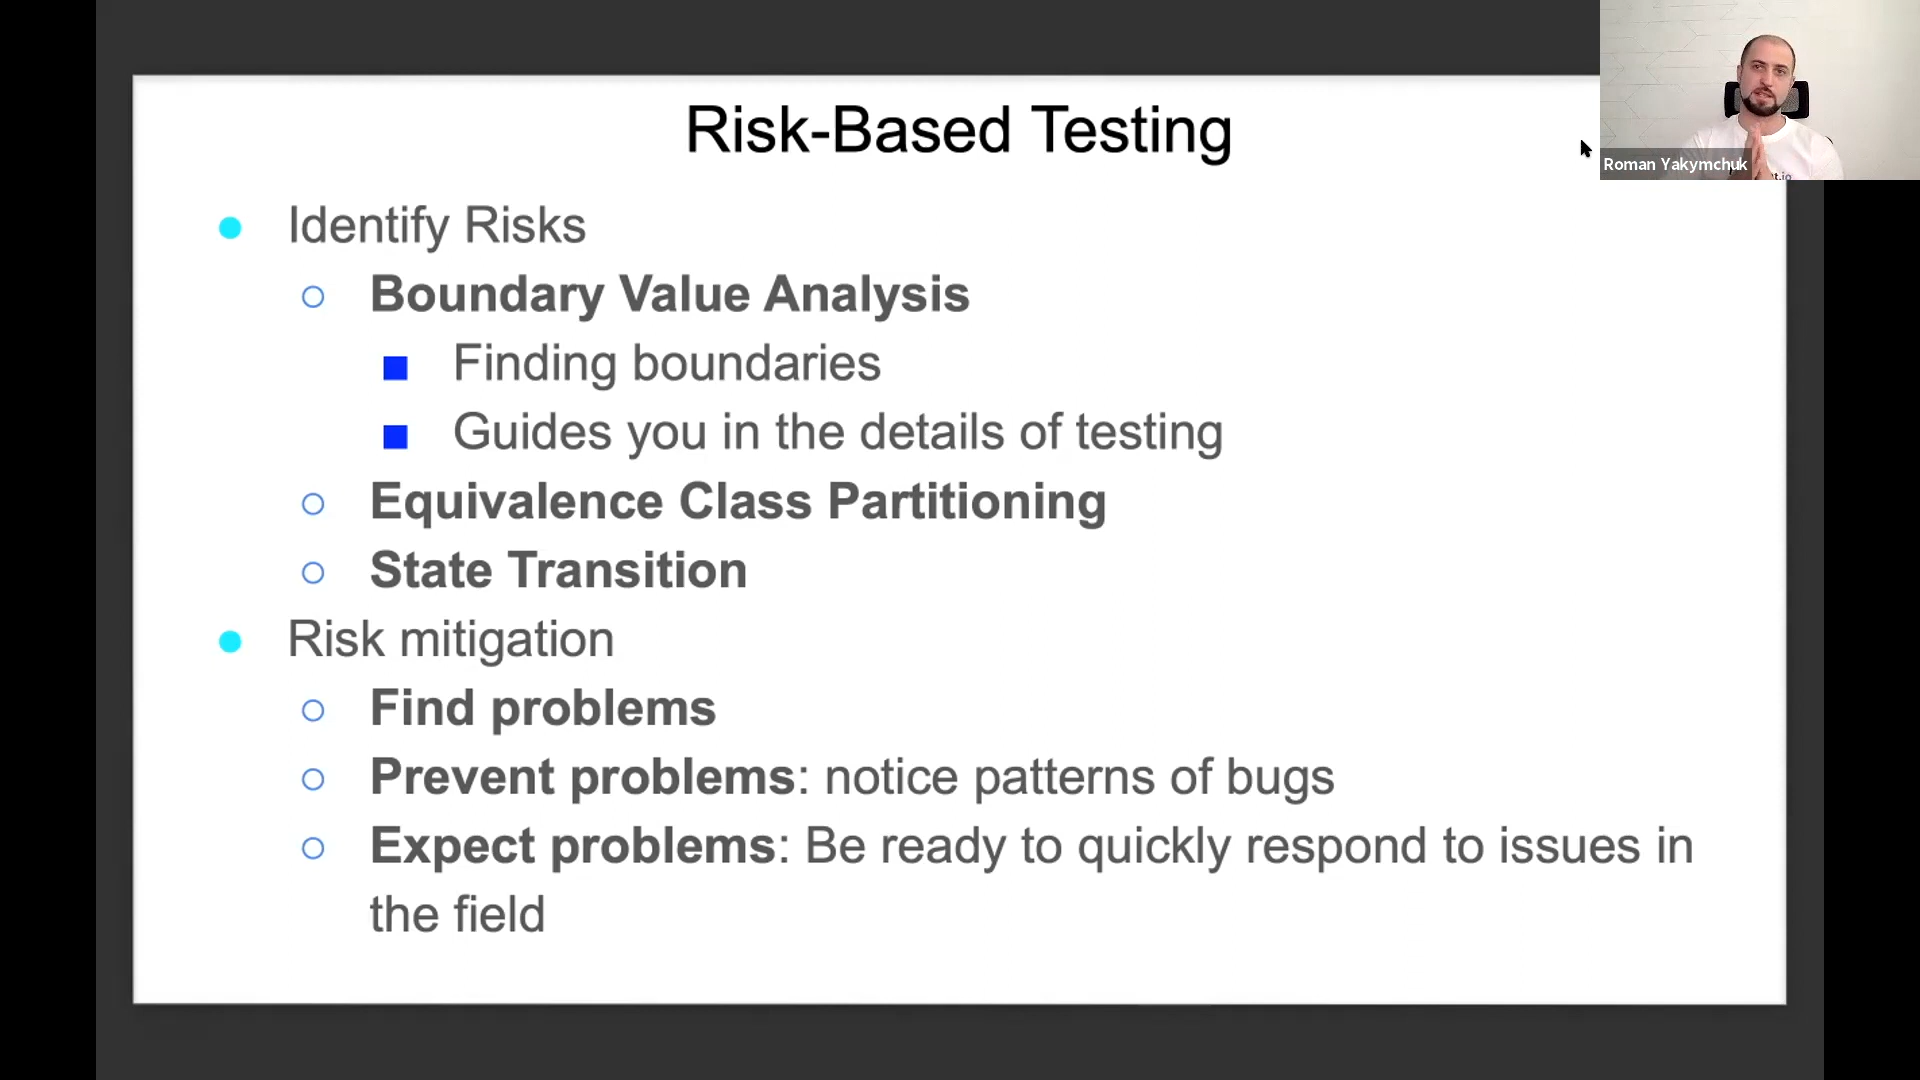 Risk-Based Testing
Roman Yakymchuk
t.io
Identify Risks
Boundary Value Analysis
Finding boundaries
Guides you in the details of testing
Equivalence Class Partitioning
State Transition
Risk mitigation
Find problems
Prevent problems: notice patterns of bugs
Expect problems: Be ready to quickly respond to issues in
the field